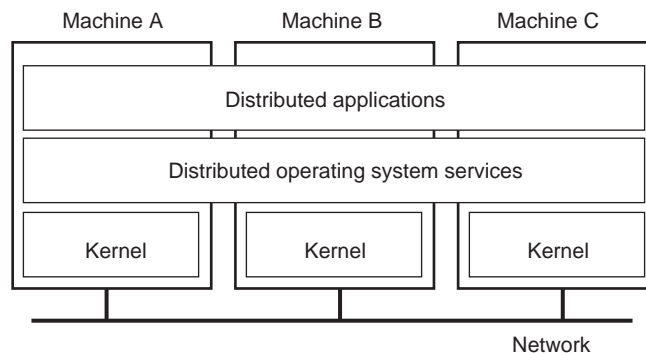 Machine A
Machine B
Machine C
Distributed applications
Distributed operating system services
Kernel
Kernel
Kernel
Network